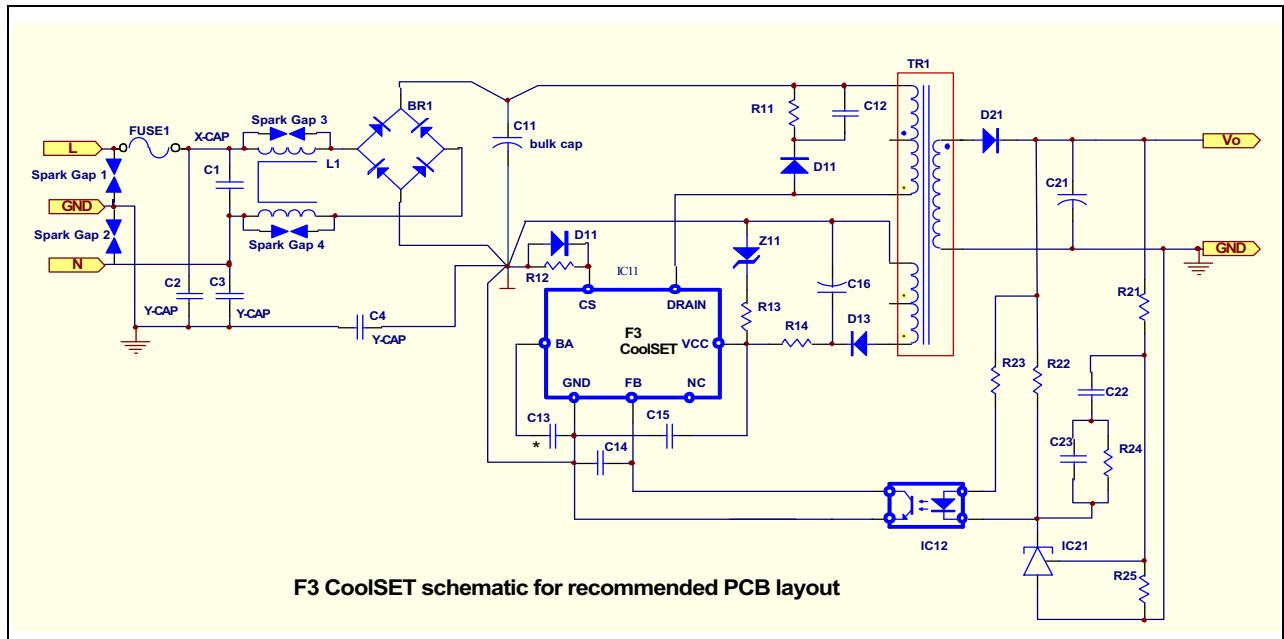 TR1
BR1
Spark Gap 3
FUSE1
X-CAP
C11
bulk cap
R11
C12
D21
L
L1
Vo
Spark Gap 1
C1
D11
C21
GND
Spark Gap 2
Spark Gap 4
D11
Z11
GND
N
R12
IC11
C2
C3
CS
DRAIN
C16
R21
Y-CAP
Y-CAP
C4
Y-CAP
F3
CoolSET
R13
R14
D13
BA
VCC
R23
R22
GND
FB
NC
C22
C13
*
C15
C14
C23
R24
IC12
IC21
R25
F3 CoolSET schematic for recommended PCB layout